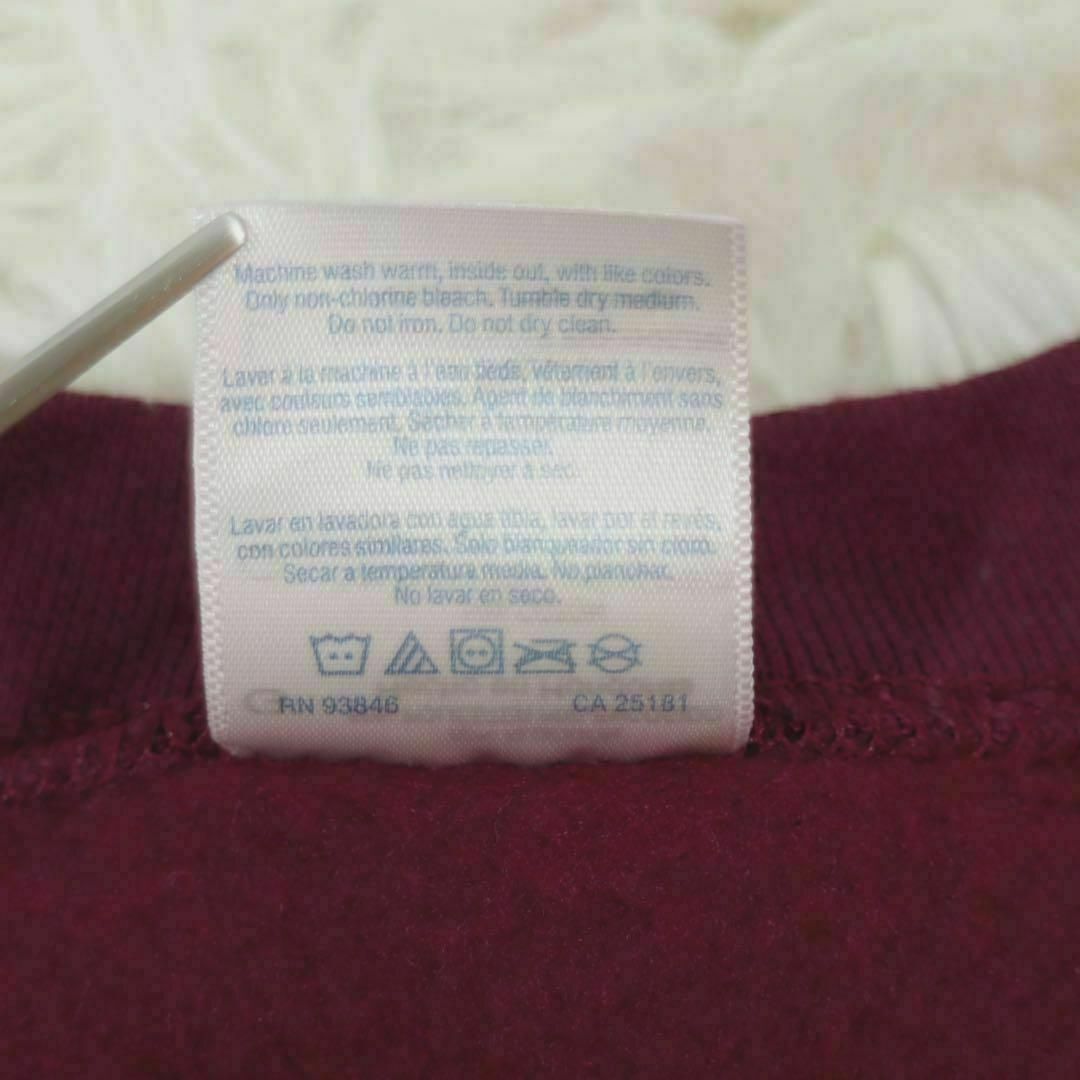 Machine wash warm, inside out, with like colors.
Only non-chlorine bleach. Tumble dry medium.
Do not iron. Do not dry clean.
Laver a la machine à l'eau tiède, vêtement à l'envers,
avec couleurs semblables. Agent de blanchiment sans
chlore seulement. Sécher à température moyenne.
Ne pas repasser.
Ne pas nettoyer à sec.
Lavar en lavadora con agua tibia, lavar por el revés,
con colores similares. Solo blanqueador sin cloro.
Secar a temperatura media. No planchar.
No lavar en seco.
RN 93846 CA 25181